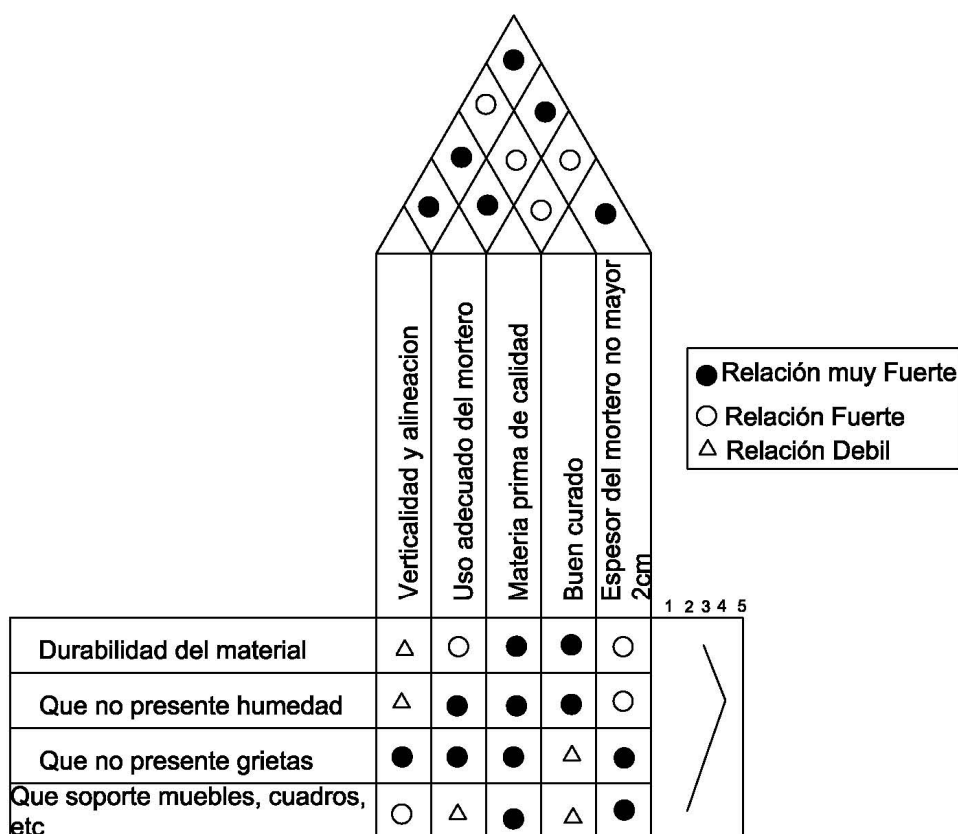 Verticalidad y alineacion
Uso adecuado del mortero
Materia prima de calidad
Buen curado
Espesor del mortero no mayor
2cm
Relación muy Fuerte
Relación Fuerte
Relación Debil
1 2 3 4 5
Durabilidad del material
Que no presente humedad
Que no presente grietas
Que soporte muebles, cuadros,
etc